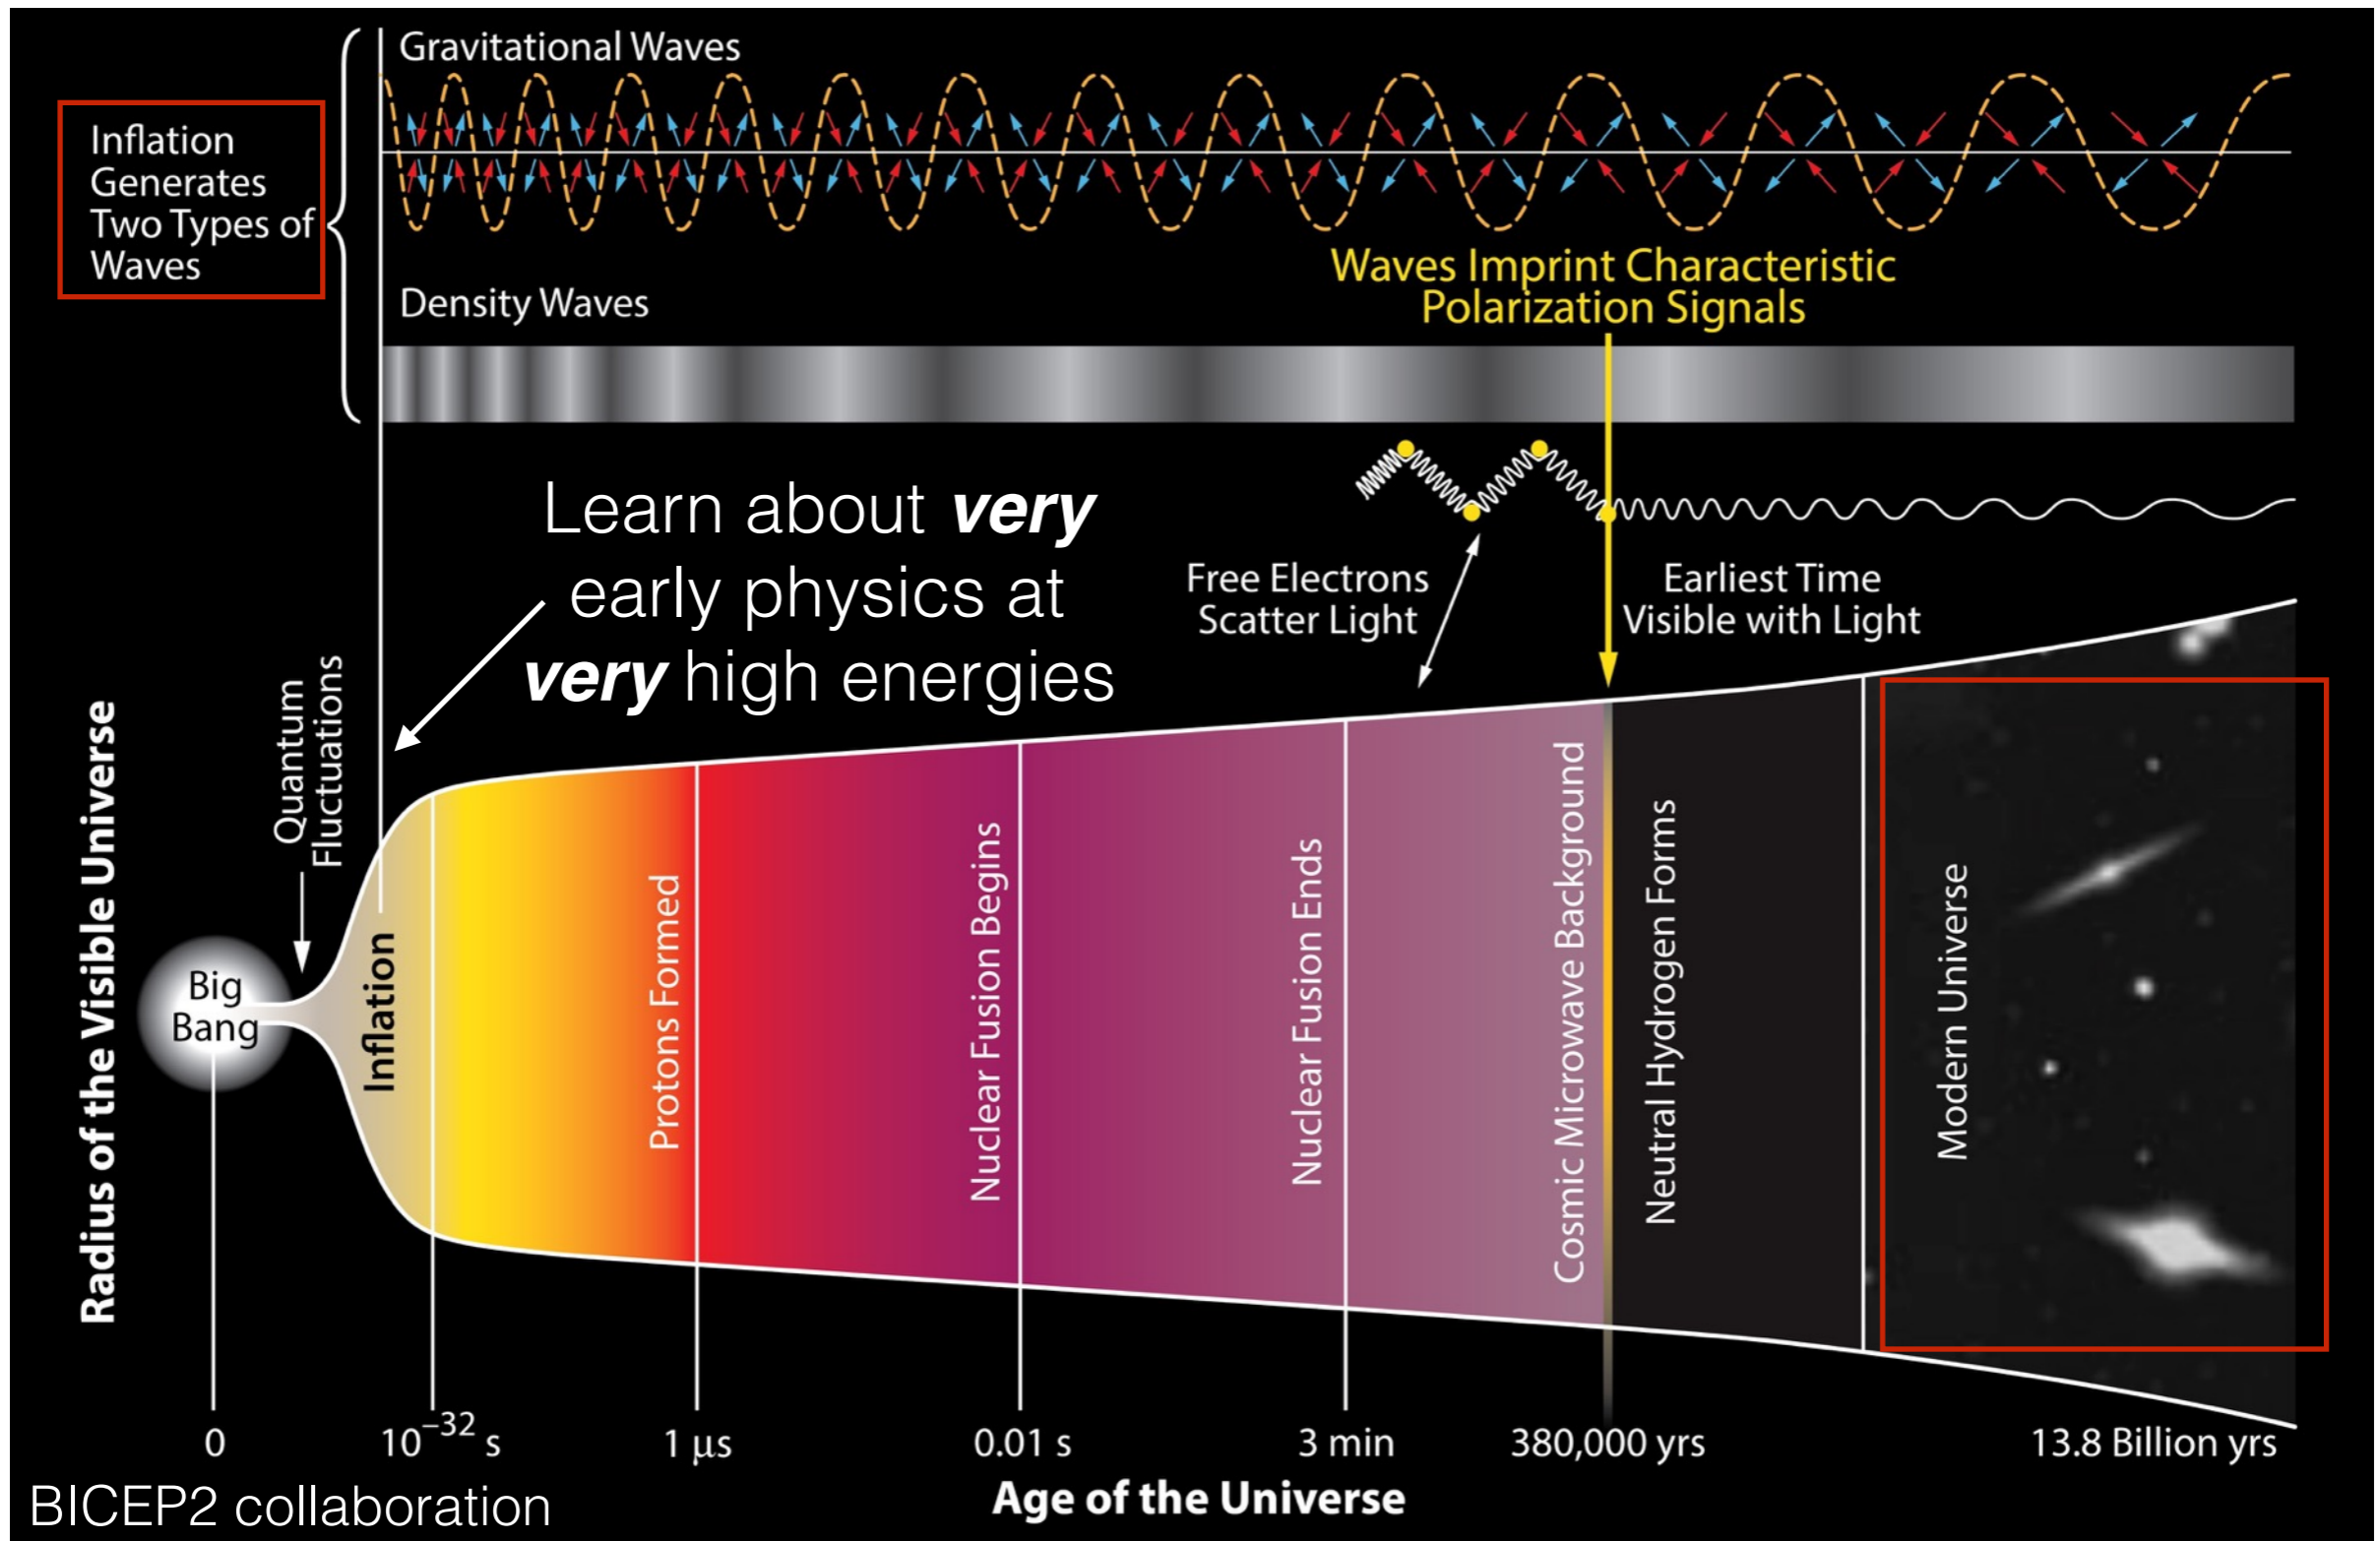 Gravitational Waves
Inflation
Generates
Two Types of
Waves
Density Waves
Waves Imprint Characteristic
Polarization Signals
Learn about very
early physics at
very high energies
Free Electrons
Scatter Light
Earliest Time
Visible with Light
Radius of the Visible Universe
Quantum
Fluctuations
Big
Bang
Inflation
Protons Formed
Nuclear Fusion Begins
Nuclear Fusion Ends
Cosmic Microwave Background
Neutral Hydrogen Forms
Modern Universe
0
10⁻³² s
1 μs
0.01 s
3 min
380,000 yrs
13.8 Billion yrs
Age of the Universe
BICEP2 collaboration